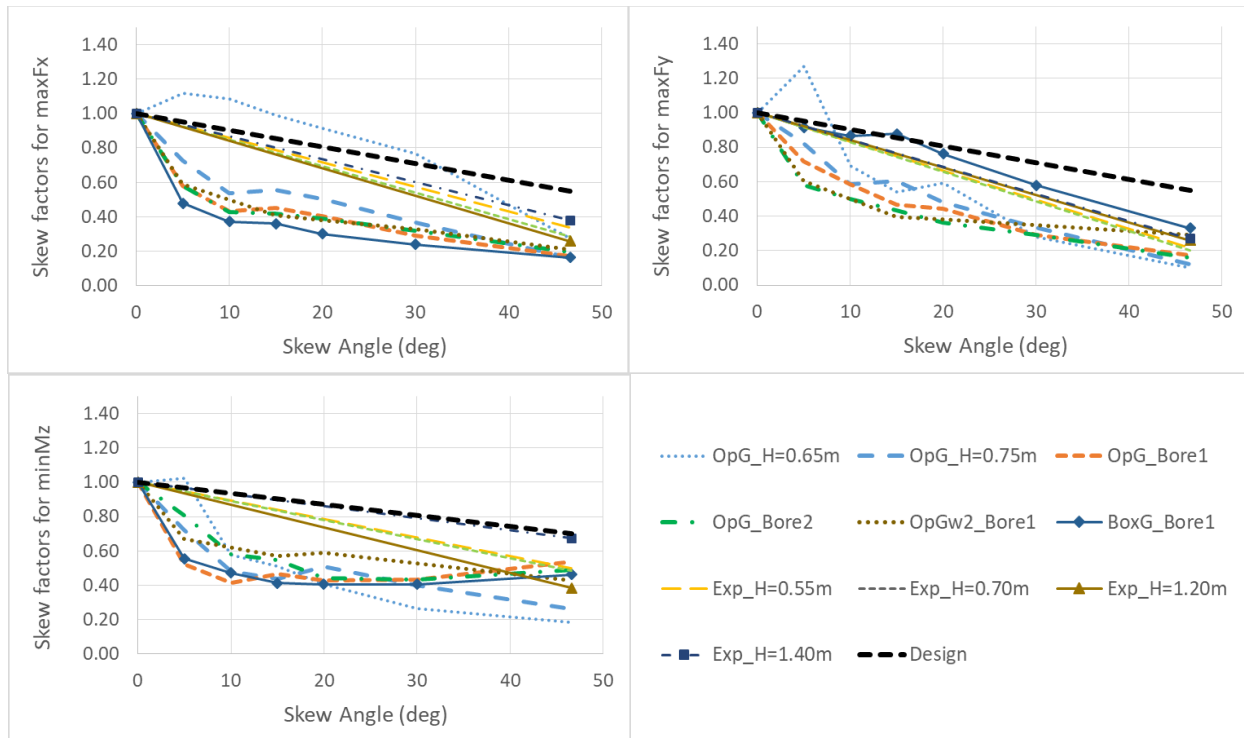 Skew factors for maxFx
1.40
1.20
1.00
0.80
0.60
0.40
0.20
0.00
0 10 20 30 40 50
Skew Angle (deg)
Skew factors for maxFy
1.40
1.20
1.00
0.80
0.60
0.40
0.20
0.00
0 10 20 30 40 50
Skew Angle (deg)
Skew factors for minMz
1.40
1.20
1.00
0.80
0.60
0.40
0.20
0.00
0 10 20 30 40 50
Skew Angle (deg)
OpG_H=0.65m OpG_H=0.75m OpG_Bore1
OpG_Bore2 OpGw2_Bore1 BoxG_Bore1
Exp_H=0.55m Exp_H=0.70m Exp_H=1.20m
Exp_H=1.40m Design